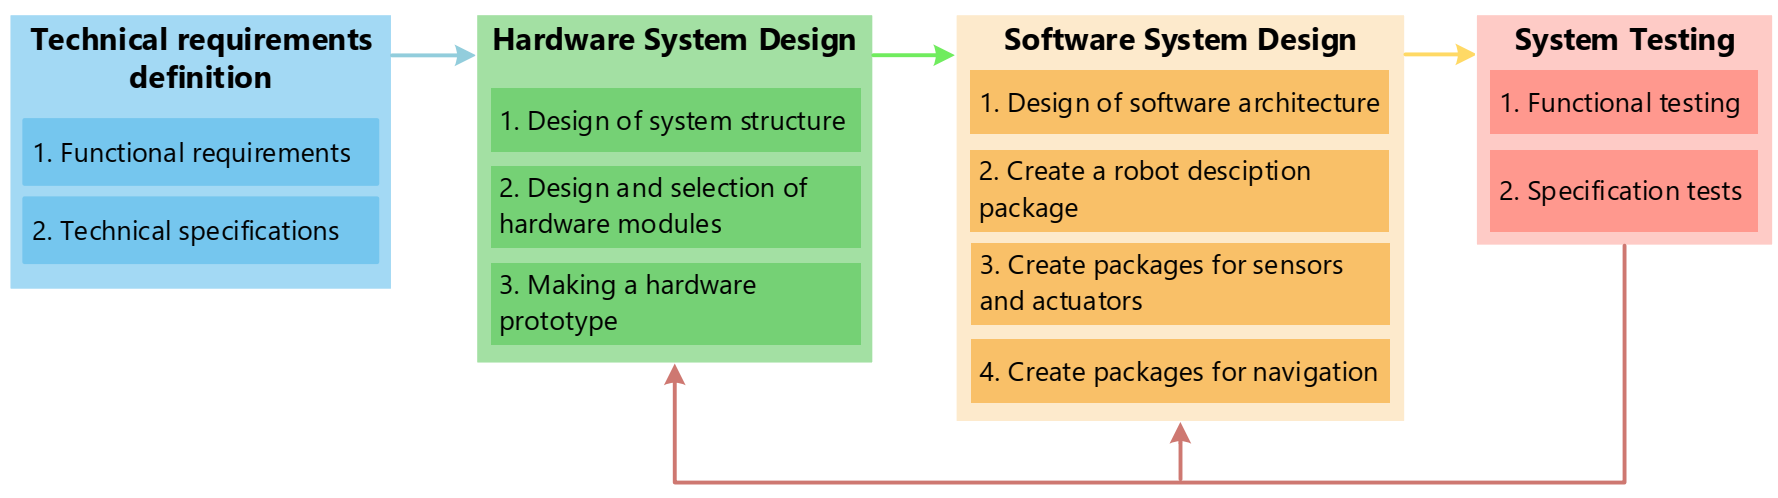 Technical requirements
definition
1. Functional requirements
2. Technical specifications
Hardware System Design
1. Design of system structure
2. Design and selection of
hardware modules
3. Making a hardware
prototype
Software System Design
1. Design of software architecture
2. Create a robot desciption
package
3. Create packages for sensors
and actuators
4. Create packages for navigation
System Testing
1. Functional testing
2. Specification tests